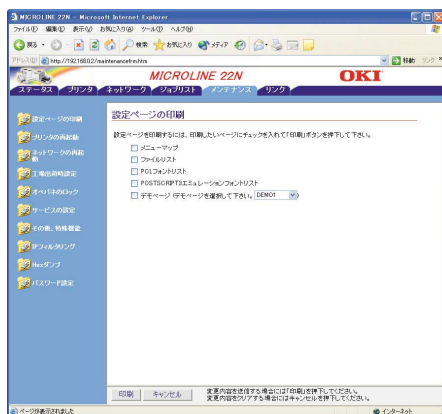 MICROLINE 22N - Microsoft Internet Explorer
ファイル(F) 編集(E) 表示(V) お気に入り(A) ツール(T) ヘルプ(H)
戻る 検索 お気に入り メディア
アドレス(D) http://192.168.0.2/maintenancefrm.htm 移動 リンク
MICROLINE 22N OKI
ステータス プリンタ ネットワーク ジョブリスト メンテナンス リンク
設定ページの印刷
プリンタの再起動
ネットワークの再起動
工場出荷時設定
オペパネのロック
サービスの設定
その他、特殊機能
IPフィルタリング
Hexダンプ
パスワード設定
設定ページの印刷
設定ページを印刷するには、印刷したいページにチェックを入れて「印刷」ボタンを押下して下さい。
メニューマップ
ファイルリスト
PCLフォントリスト
POSTSCRIPT3エミュレーションフォントリスト
デモページ (デモページを選択して下さい。 DEMO1 )
印刷 キャンセル 変更内容を送信する場合には「印刷」を押下してください。
変更内容をクリアする場合にはキャンセルを押下してください。
ページが表示されました インターネット